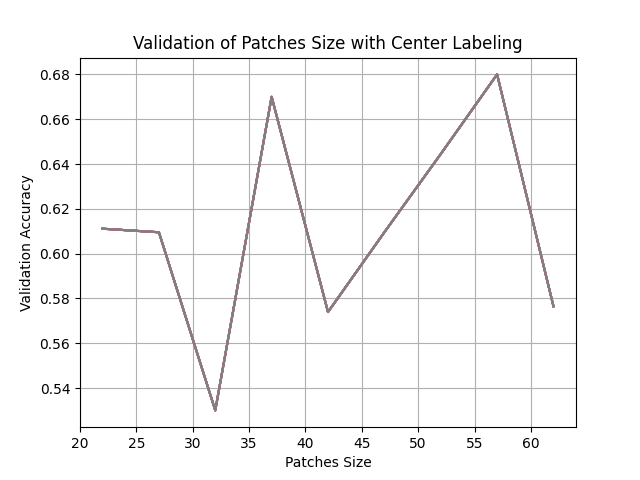 Validation of Patches Size with Center Labeling
0.68
0.66
0.64
0.62
0.60
0.58
0.56
0.54
Validation Accuracy
20 25 30 35 40 45 50 55 60
Patches Size